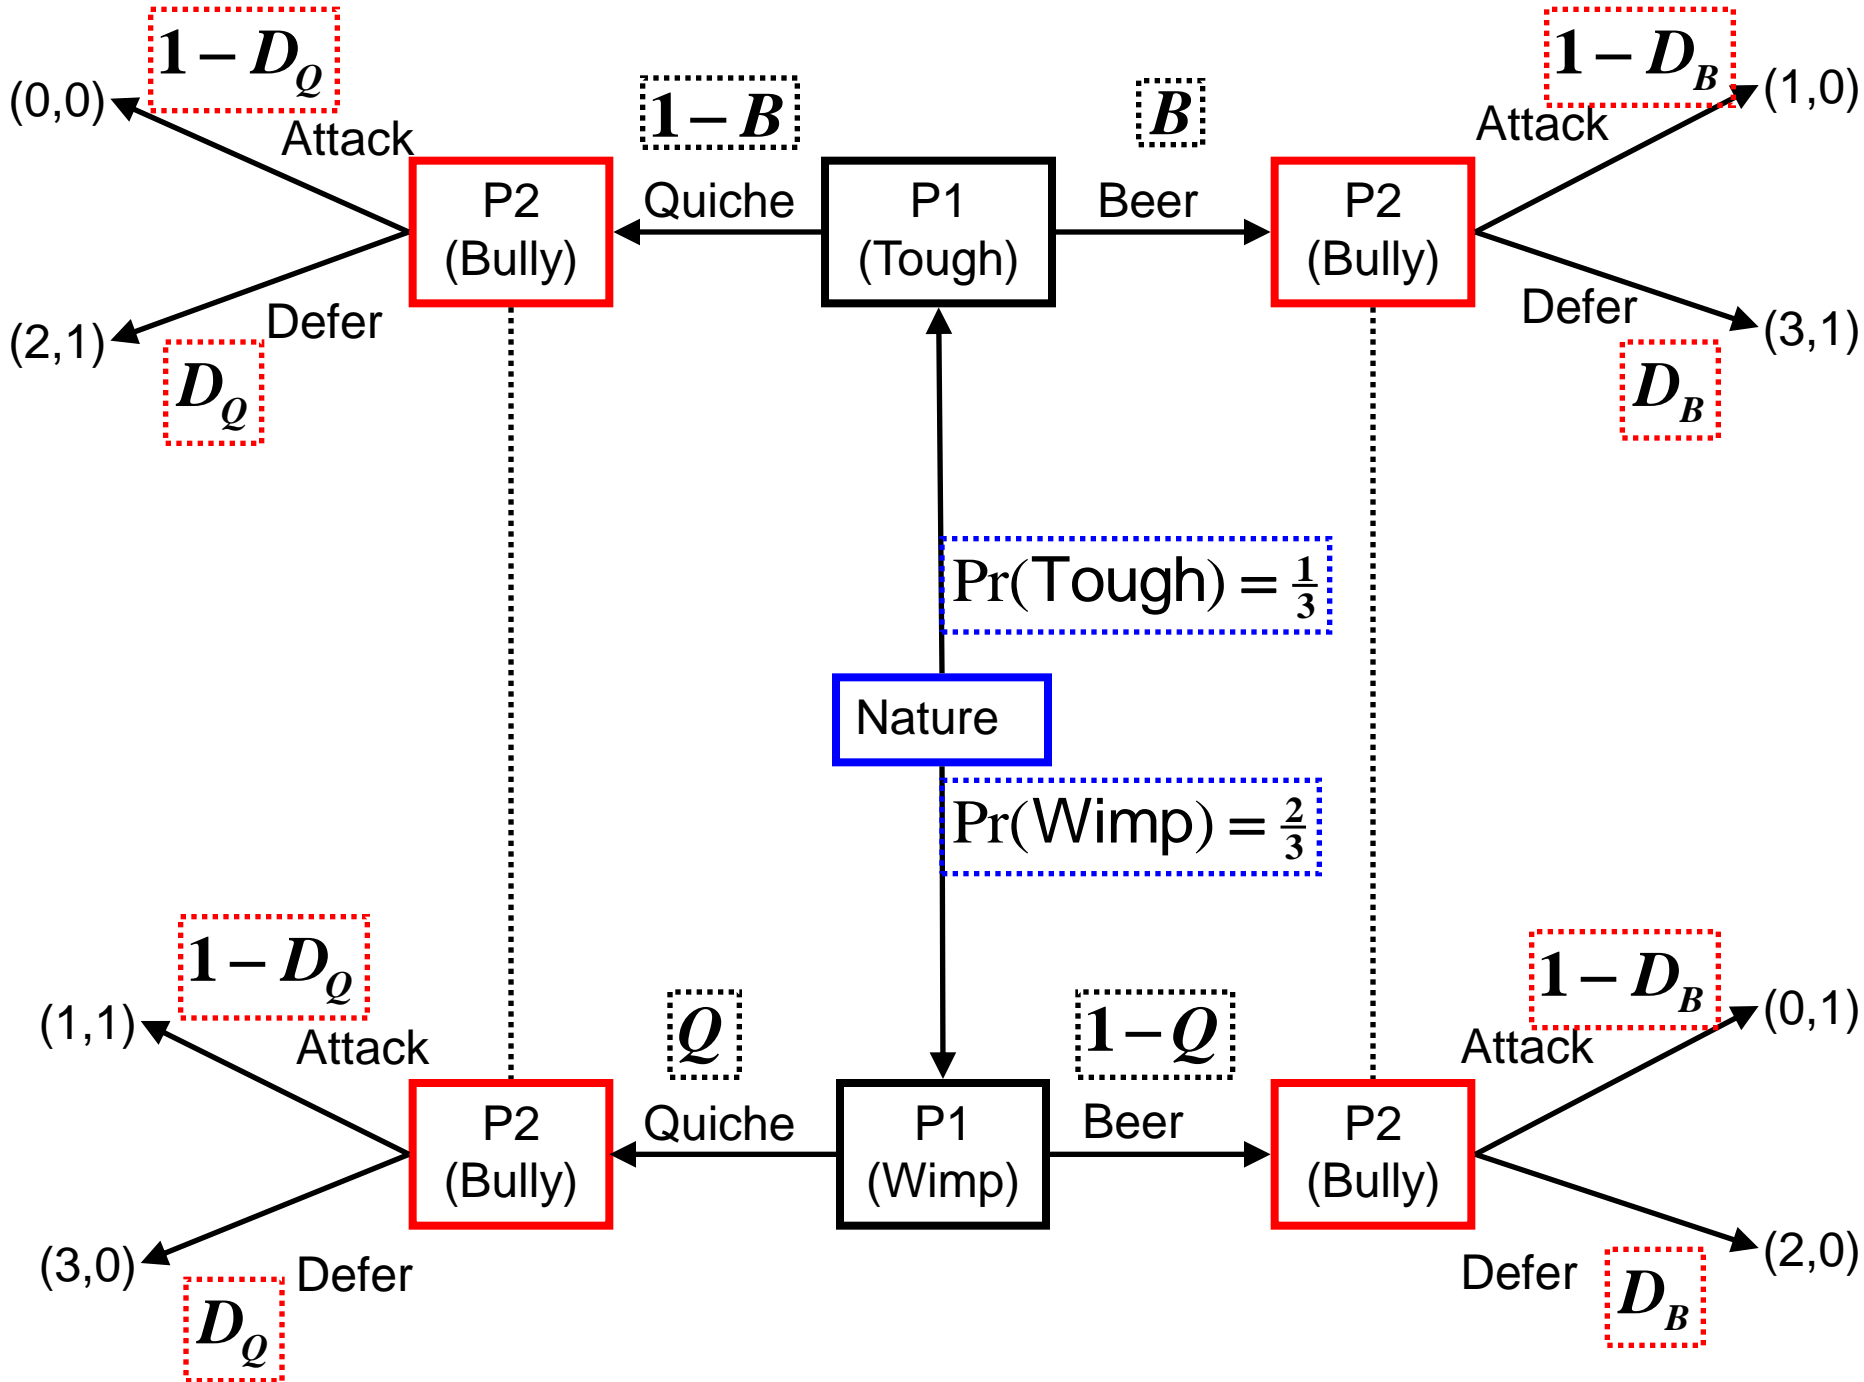 1 − D_Q
1 − D_B
(0,0)
1 − B
B
(1,0)
Attack
Attack
P2
(Bully)
Quiche
P1
(Tough)
Beer
P2
(Bully)
Defer
Defer
(2,1)
(3,1)
D_Q
D_B
Pr(Tough) = 1/3
Nature
Pr(Wimp) = 2/3
1 − D_Q
1 − D_B
(1,1)
Q
1 − Q
(0,1)
Attack
Attack
P2
(Bully)
Quiche
P1
(Wimp)
Beer
P2
(Bully)
(3,0)
Defer
Defer
(2,0)
D_Q
D_B